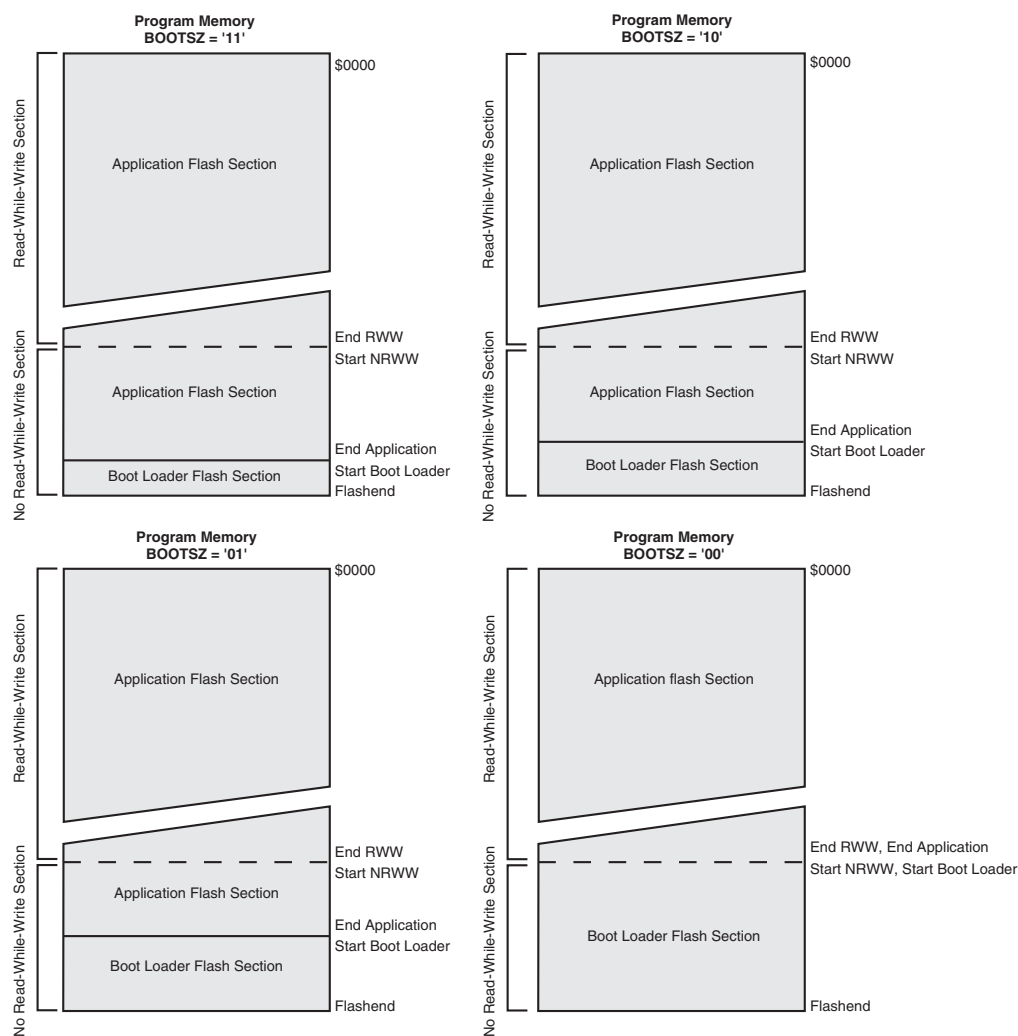 Program Memory
BOOTSZ = '11'
$0000
Read-While-Write Section
Application Flash Section
End RWW
Start NRWW
No Read-While-Write Section
Application Flash Section
End Application
Start Boot Loader
Boot Loader Flash Section
Flashend
Program Memory
BOOTSZ = '10'
$0000
Read-While-Write Section
Application Flash Section
End RWW
Start NRWW
No Read-While-Write Section
Application Flash Section
End Application
Start Boot Loader
Boot Loader Flash Section
Flashend
Program Memory
BOOTSZ = '01'
$0000
Read-While-Write Section
Application Flash Section
End RWW
Start NRWW
No Read-While-Write Section
Application Flash Section
End Application
Start Boot Loader
Boot Loader Flash Section
Flashend
Program Memory
BOOTSZ = '00'
$0000
Read-While-Write Section
Application flash Section
End RWW, End Application
Start NRWW, Start Boot Loader
No Read-While-Write Section
Boot Loader Flash Section
Flashend